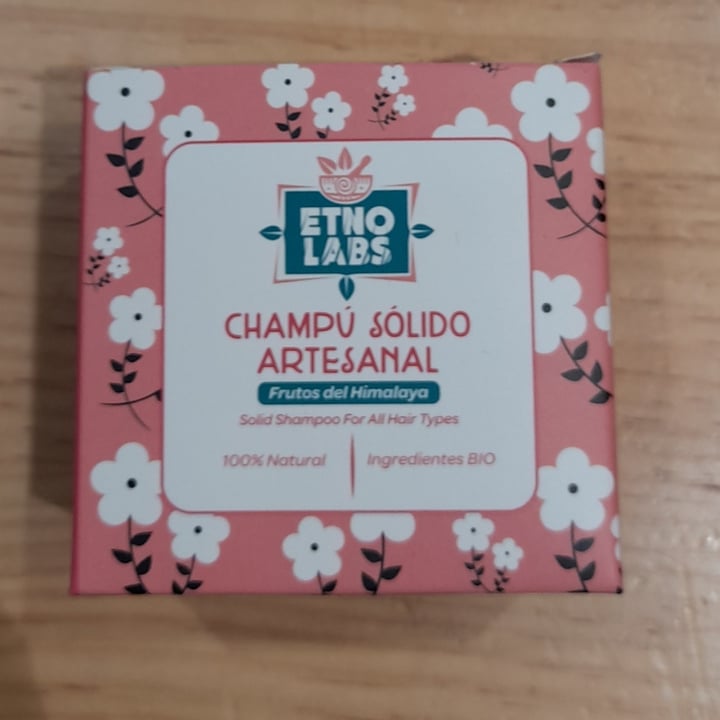 ETNO
LABS
CHAMPÚ SÓLIDO
ARTESANAL
Frutos del Himalaya
Solid Shampoo For All Hair Types
100% Natural
Ingredientes BIO